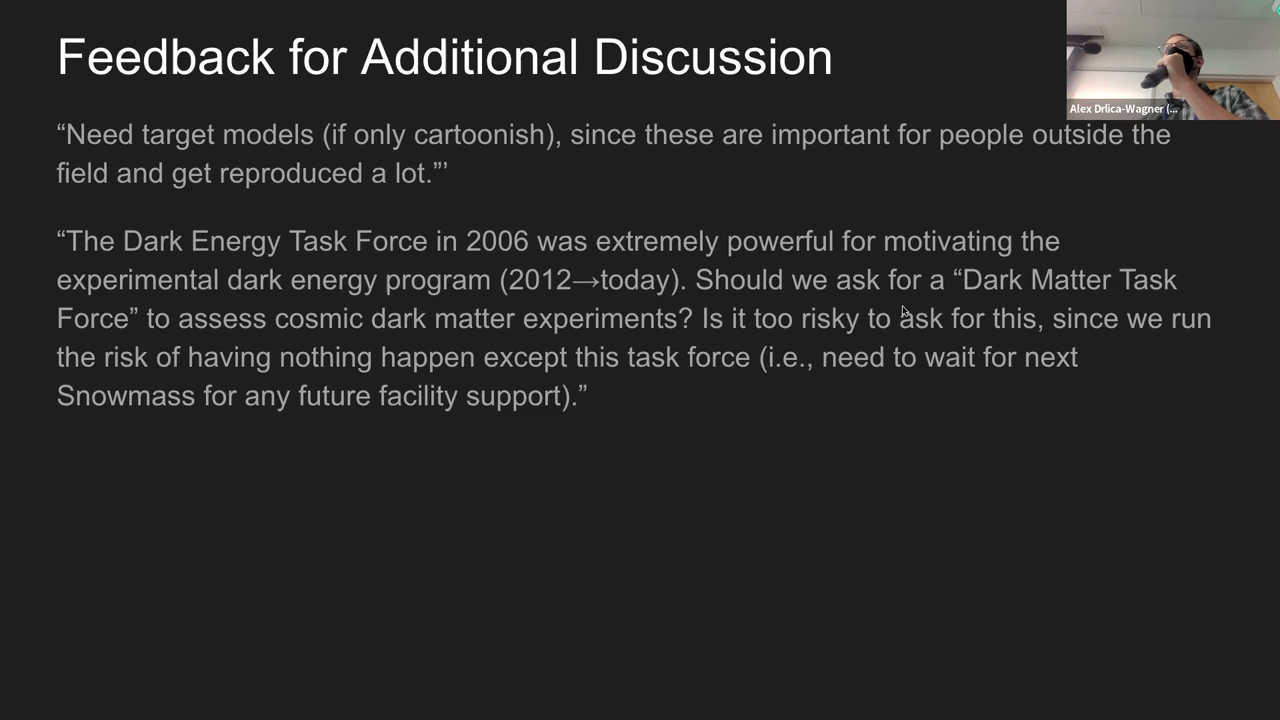 Feedback for Additional Discussion
Alex Drlica-Wagner (...
“Need target models (if only cartoonish), since these are important for people outside the
field and get reproduced a lot.”’
“The Dark Energy Task Force in 2006 was extremely powerful for motivating the
experimental dark energy program (2012→today). Should we ask for a “Dark Matter Task
Force” to assess cosmic dark matter experiments? Is it too risky to ask for this, since we run
the risk of having nothing happen except this task force (i.e., need to wait for next
Snowmass for any future facility support).”